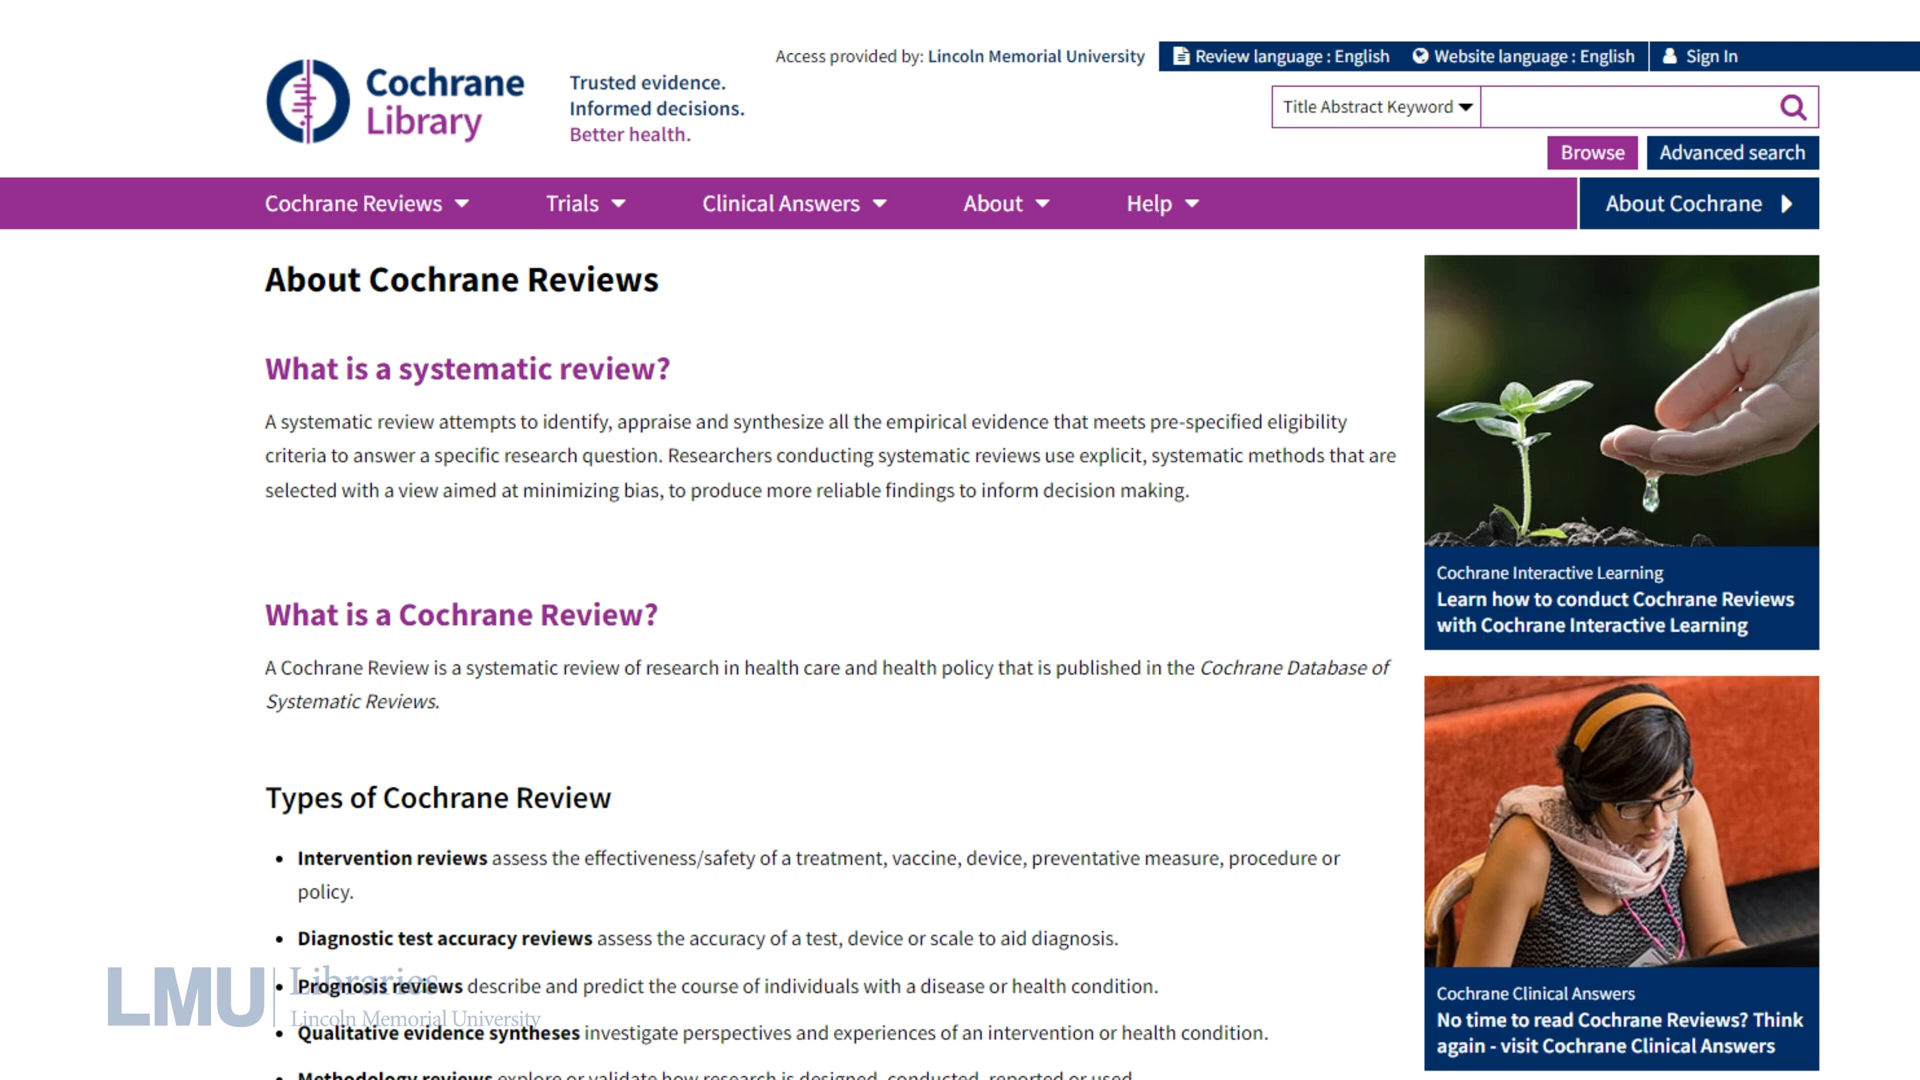 Access provided by: Lincoln Memorial University
Review language : English
Website language : English
Sign In
Cochrane
Library
Trusted evidence.
Informed decisions.
Better health.
Title Abstract Keyword
Browse
Advanced search
Cochrane Reviews
Trials
Clinical Answers
About
Help
About Cochrane
About Cochrane Reviews
What is a systematic review?
A systematic review attempts to identify, appraise and synthesize all the empirical evidence that meets pre-specified eligibility
criteria to answer a specific research question. Researchers conducting systematic reviews use explicit, systematic methods that are
selected with a view aimed at minimizing bias, to produce more reliable findings to inform decision making.
What is a Cochrane Review?
A Cochrane Review is a systematic review of research in health care and health policy that is published in the Cochrane Database of
Systematic Reviews.
Types of Cochrane Review
• Intervention reviews assess the effectiveness/safety of a treatment, vaccine, device, preventative measure, procedure or
policy.
• Diagnostic test accuracy reviews assess the accuracy of a test, device or scale to aid diagnosis.
• Prognosis reviews describe and predict the course of individuals with a disease or health condition.
• Qualitative evidence syntheses investigate perspectives and experiences of an intervention or health condition.
• Methodology reviews explore or validate how research is designed, conducted, reported or used.
Cochrane Interactive Learning
Learn how to conduct Cochrane Reviews
with Cochrane Interactive Learning
Cochrane Clinical Answers
No time to read Cochrane Reviews? Think
again - visit Cochrane Clinical Answers
LMU
Libraries
Lincoln Memorial University